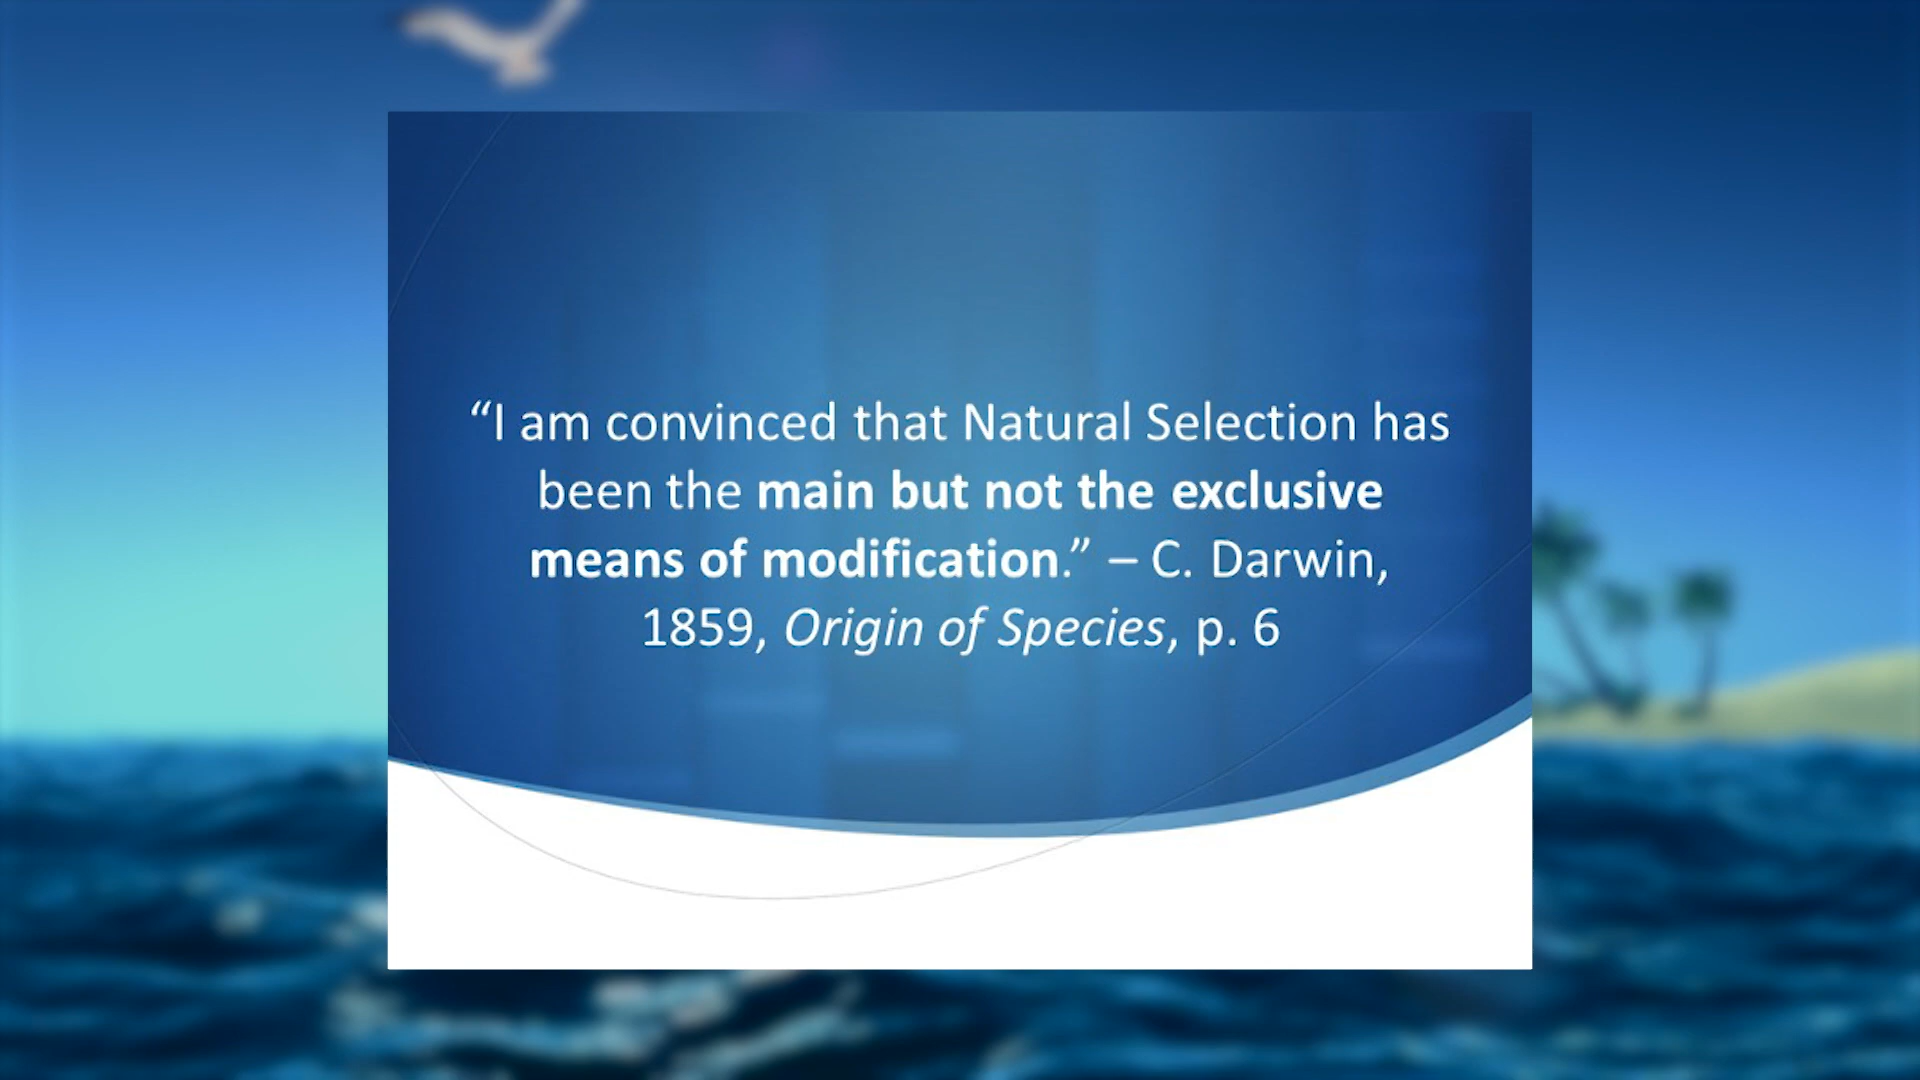 “I am convinced that Natural Selection has
been the main but not the exclusive
means of modification.” – C. Darwin,
1859, Origin of Species, p. 6